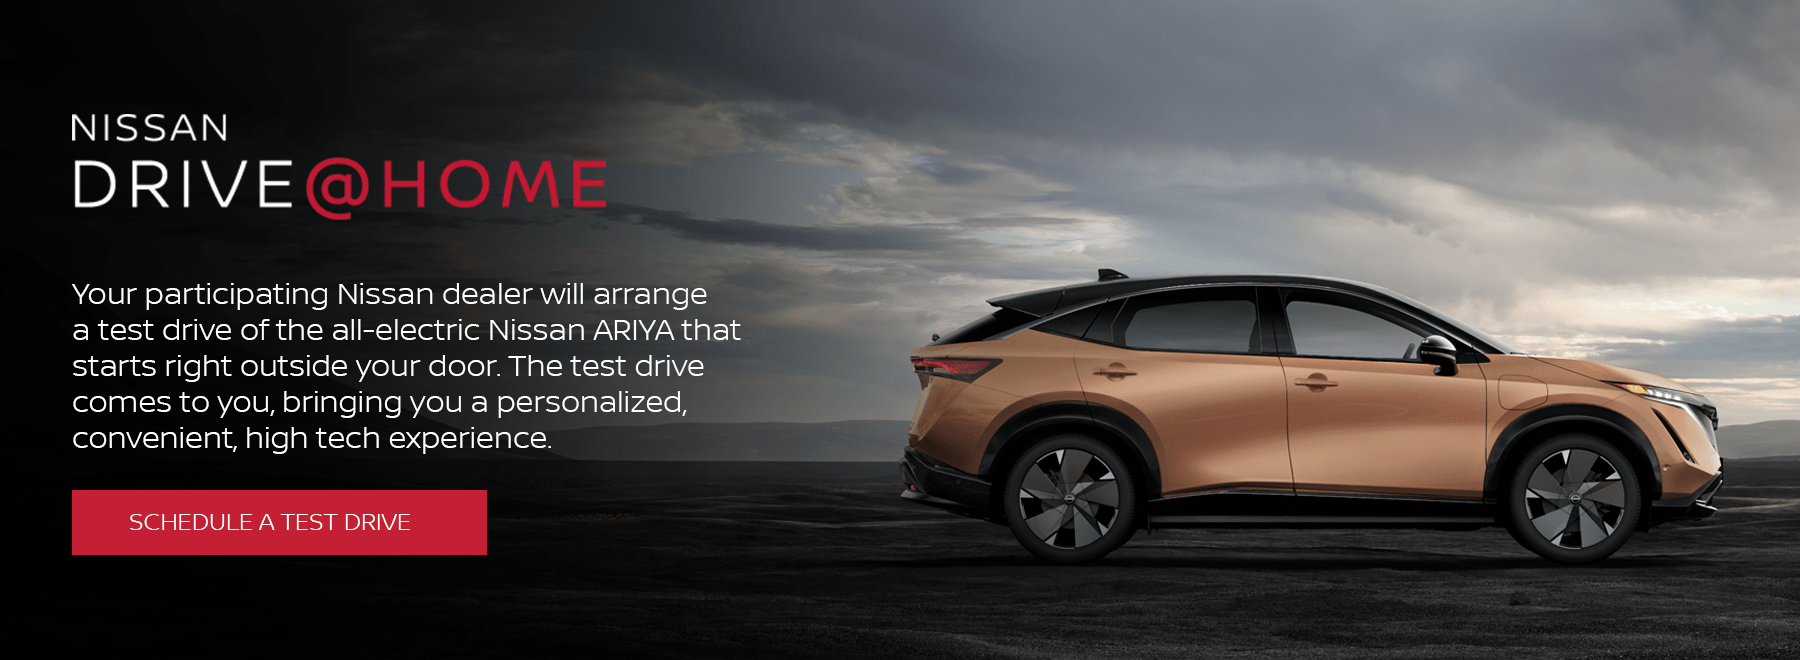 NISSAN
DRIVE@HOME
Your participating Nissan dealer will arrange
a test drive of the all-electric Nissan ARIYA that
starts right outside your door. The test drive
comes to you, bringing you a personalized,
convenient, high tech experience.
SCHEDULE A TEST DRIVE